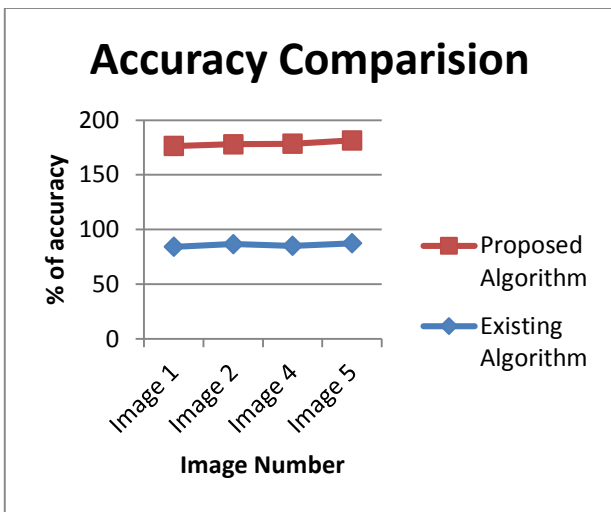 Accuracy Comparision
% of accuracy
200
150
100
50
0
Image 1
Image 2
Image 4
Image 5
Image Number
Proposed
Algorithm
Existing
Algorithm